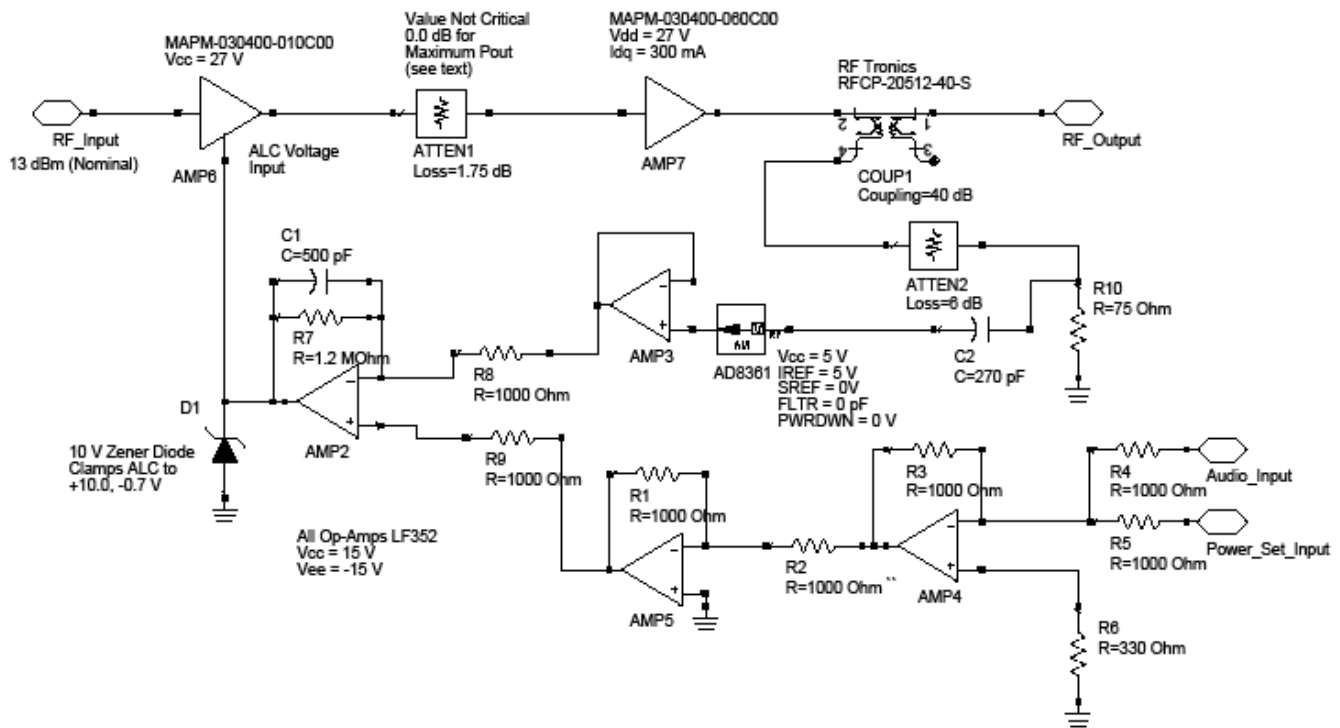 MAPM-030400-010C00
Vcc = 27 V
Value Not Critical
0.0 dB for
Maximum Pout
(see text)
MAPM-030400-060C00
Vdd = 27 V
Idq = 300 mA
RF Tronics
RFCP-20512-40-S
RF_Input
13 dBm (Nominal)
AMP6
ALC Voltage
Input
ATTEN1
Loss=1.75 dB
AMP7
2
1
4
3
COUP1
Coupling=40 dB
RF_Output
C1
C=500 pF
R7
R=1.2 MOhm
ATTEN2
Loss=6 dB
R10
R=75 Ohm
AMP3
AD8361
Vcc = 5 V
IREF = 5 V
SREF = 0V
FLTR = 0 pF
PWRDWN = 0 V
C2
C=270 pF
R8
R=1000 Ohm
D1
10 V Zener Diode
Clamps ALC to
+10.0, -0.7 V
AMP2
R9
R=1000 Ohm
R1
R=1000 Ohm
R3
R=1000 Ohm
R4
R=1000 Ohm
Audio_Input
R5
R=1000 Ohm
Power_Set_Input
All Op-Amps LF352
Vcc = 15 V
Vee = -15 V
AMP5
R2
R=1000 Ohm ``
AMP4
R6
R=330 Ohm